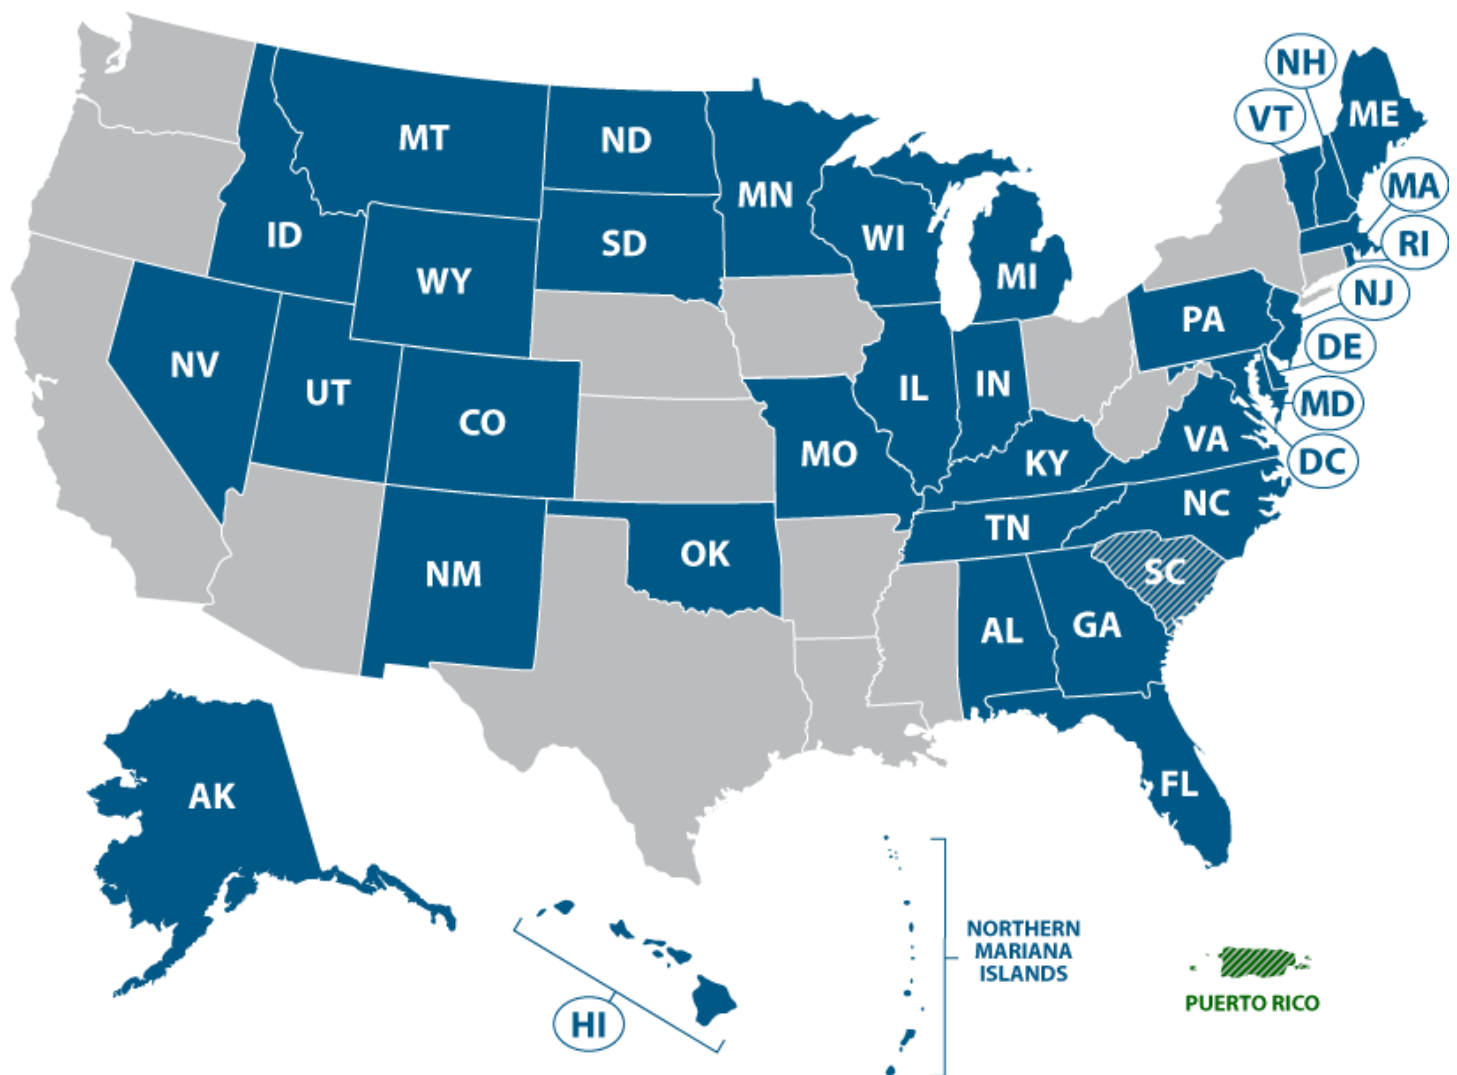 NH
VT
ME
MT
ND
MN
MA
WI
ID
SD
RI
WY
MI
NJ
PA
DE
NV
UT
IL
IN
MD
CO
VA
MO
KY
DC
NC
TN
OK
NM
SC
AL
GA
FL
AK
NORTHERN
MARIANA
ISLANDS
PUERTO RICO
HI